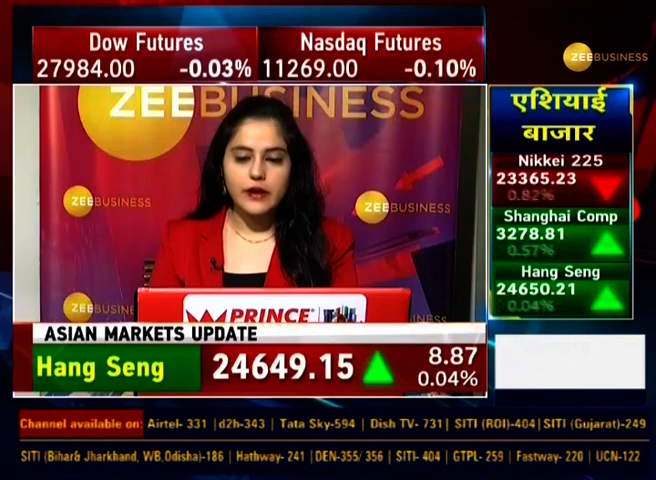 Dow Futures
27984.00 -0.03%
Nasdaq Futures
11269.00 -0.10%
ZEEBUSINESS
ZEEBUSINESS
ZEEBUSINESS
ZEEBUSINESS
ZEEBUSINESS
PRINCE
एशियाई
बाजार
Nikkei 225
23365.23
0.82%
Shanghai Comp
3278.81
0.57%
Hang Seng
24650.21
0.04%
ASIAN MARKETS UPDATE
Hang Seng 24649.15 8.87
0.04%
Channel available on: Airtel- 331 | d2h-343 | Tata Sky-594 | Dish TV- 731 | SITI (ROI)-404 | SITI (Gujarat)-249
SITI (Bihar& Jharkhand, WB,Odisha)-186 | Hathway- 241 | DEN-355/ 356 | SITI- 404 | GTPL- 259 | Fastway- 220 | UCN-122